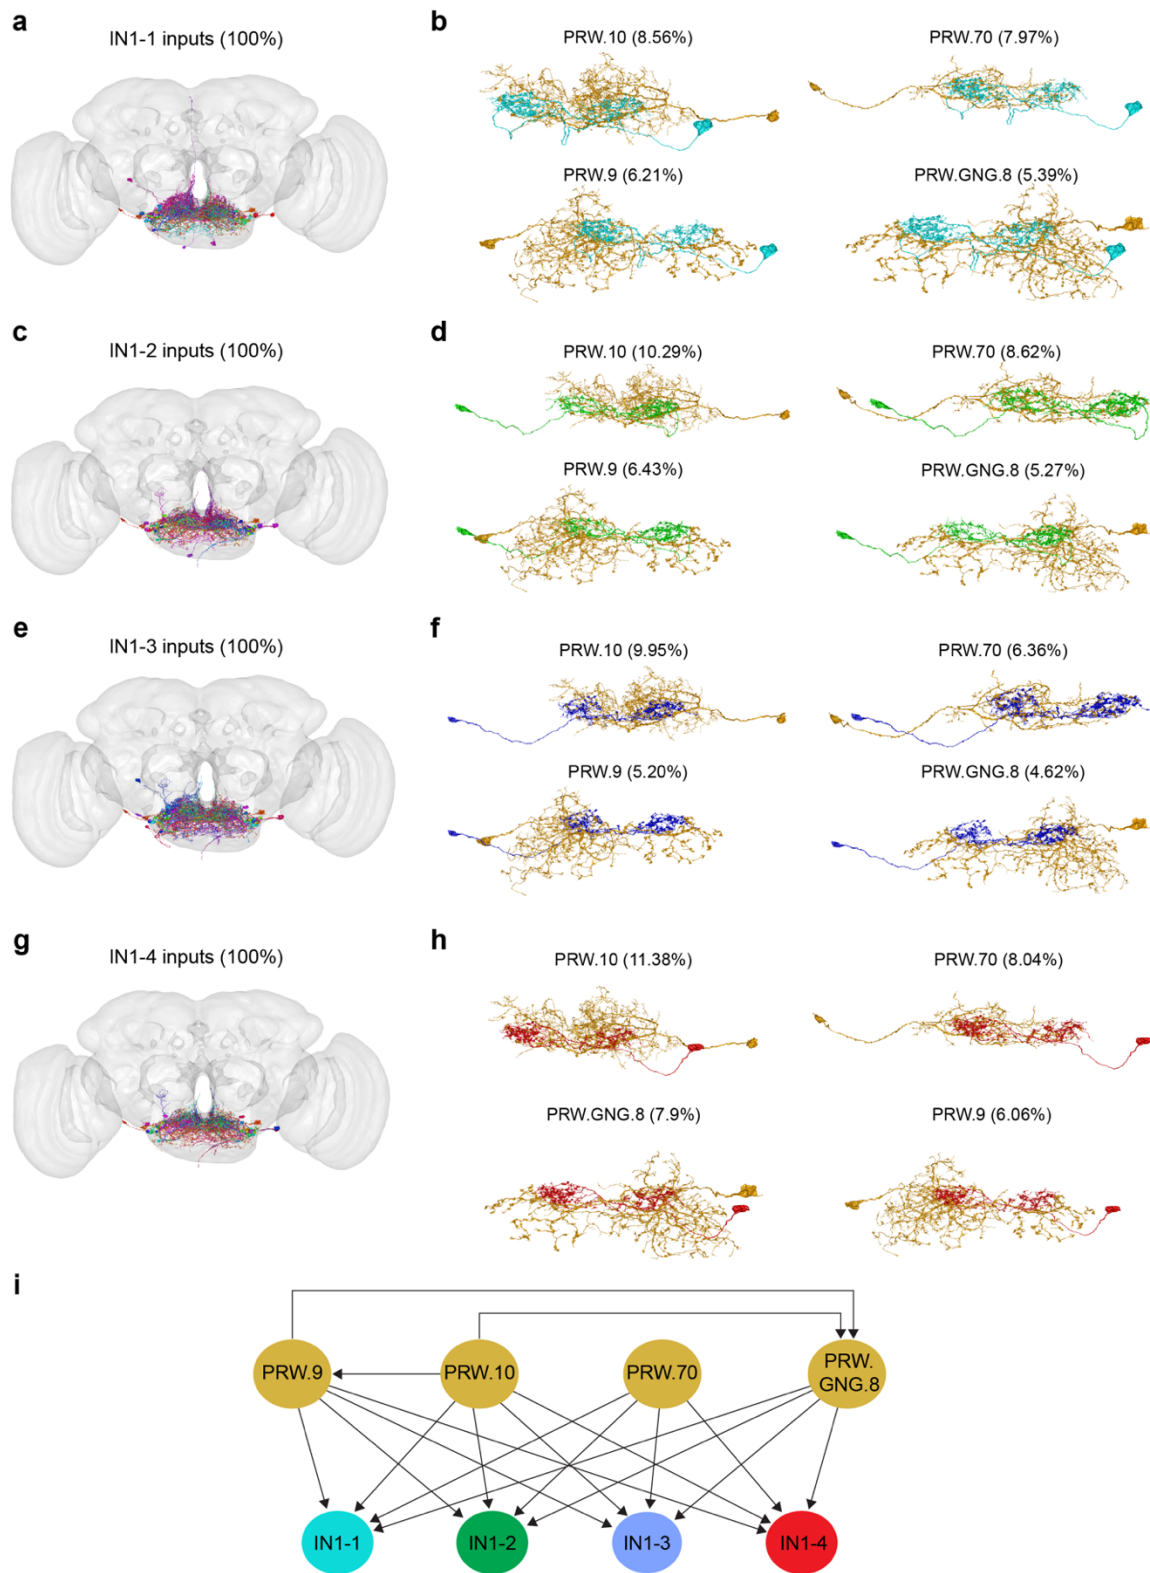 a
IN1-1 inputs (100%)
b
PRW.10 (8.56%)
PRW.70 (7.97%)
PRW.9 (6.21%)
PRW.GNG.8 (5.39%)
c
IN1-2 inputs (100%)
d
PRW.10 (10.29%)
PRW.70 (8.62%)
PRW.9 (6.43%)
PRW.GNG.8 (5.27%)
e
IN1-3 inputs (100%)
f
PRW.10 (9.95%)
PRW.70 (6.36%)
PRW.9 (5.20%)
PRW.GNG.8 (4.62%)
g
IN1-4 inputs (100%)
h
PRW.10 (11.38%)
PRW.70 (8.04%)
PRW.GNG.8 (7.9%)
PRW.9 (6.06%)
i
PRW.9
PRW.10
PRW.70
PRW.
GNG.8
IN1-1
IN1-2
IN1-3
IN1-4